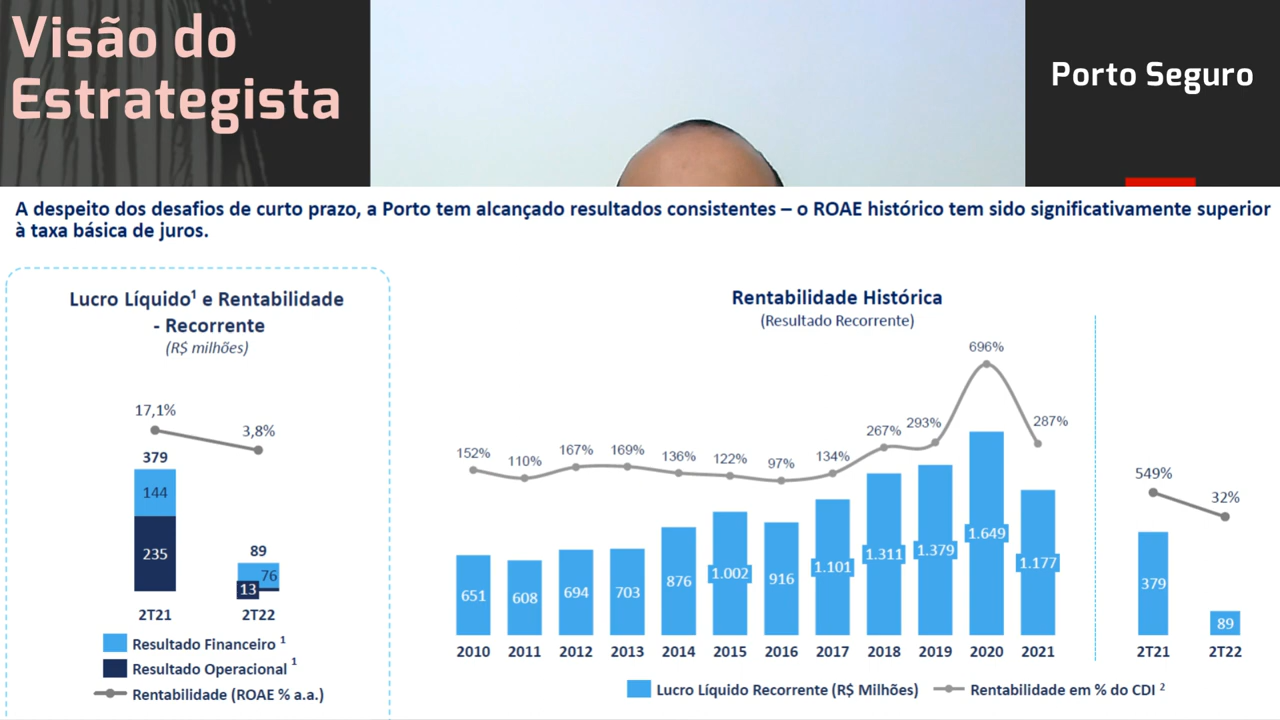 Visão do
Estrategista
Porto Seguro
A despeito dos desafios de curto prazo, a Porto tem alcançado resultados consistentes – o ROAE histórico tem sido significativamente superior
à taxa básica de juros.
Lucro Líquido¹ e Rentabilidade
- Recorrente
(R$ milhões)
17,1%
3,8%
379
144
235
89
76
13
2T21 2T22
Resultado Financeiro ¹
Resultado Operacional ¹
Rentabilidade (ROAE % a.a.)
Rentabilidade Histórica
(Resultado Recorrente)
152% 110% 167% 169% 136% 122% 97% 134% 267% 293% 696% 287%
651 608 694 703 876 1.002 916 1.101 1.311 1.379 1.649 1.177
2010 2011 2012 2013 2014 2015 2016 2017 2018 2019 2020 2021
549% 32%
379 89
2T21 2T22
Lucro Líquido Recorrente (R$ Milhões) Rentabilidade em % do CDI ²